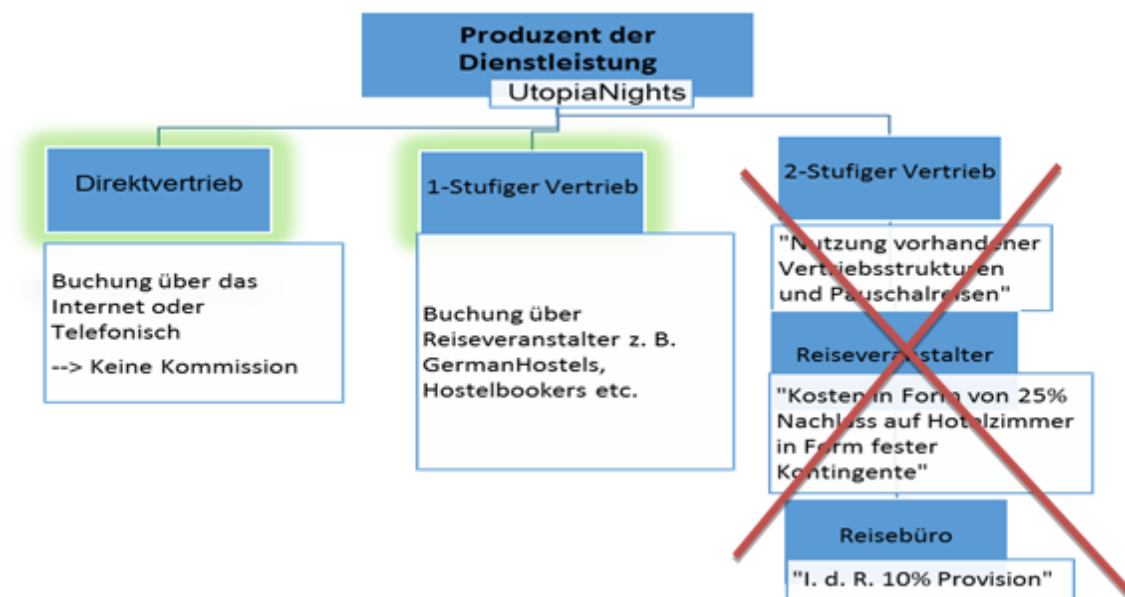 Produzent der
Dienstleistung
UtopiaNights
Direktvertrieb
Buchung über das
Internet oder
Telefonisch
--> Keine Kommission
1-Stufiger Vertrieb
Buchung über
Reiseveranstalter z. B.
GermanHostels,
Hostelbookers etc.
2-Stufiger Vertrieb
"Nutzung vorhandener
Vertriebsstrukturen
und Pauschalreisen"
Reiseveranstalter
"Kosten in Form von 25%
Nachlass auf Hotelzimmer
in Form fester
Kontingente"
Reisebüro
"I. d. R. 10% Provision"